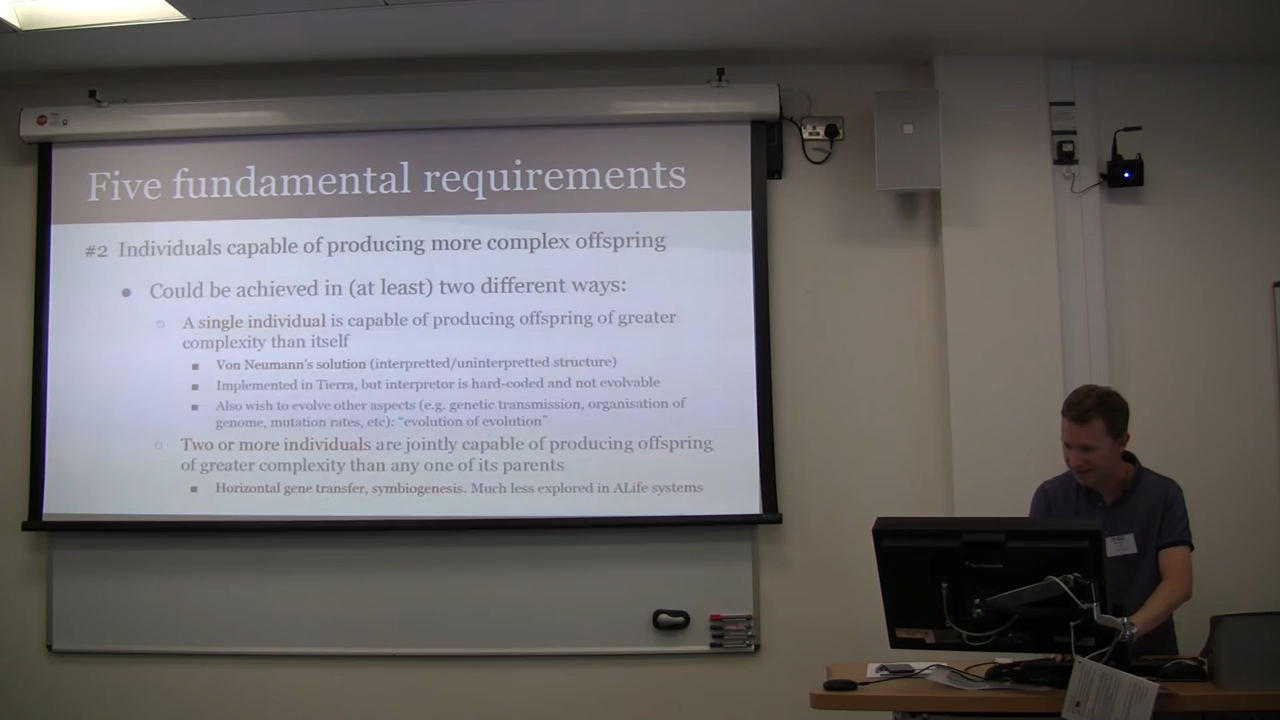 Five fundamental requirements
#2 Individuals capable of producing more complex offspring
● Could be achieved in (at least) two different ways:
○ A single individual is capable of producing offspring of greater
complexity than itself
■ Von Neumann's solution (interpretted/uninterpretted structure)
■ Implemented in Tierra, but interpretor is hard-coded and not evolvable
■ Also wish to evolve other aspects (e.g. genetic transmission, organisation of
genome, mutation rates, etc): “evolution of evolution”
○ Two or more individuals are jointly capable of producing offspring
of greater complexity than any one of its parents
■ Horizontal gene transfer, symbiogenesis. Much less explored in ALife systems